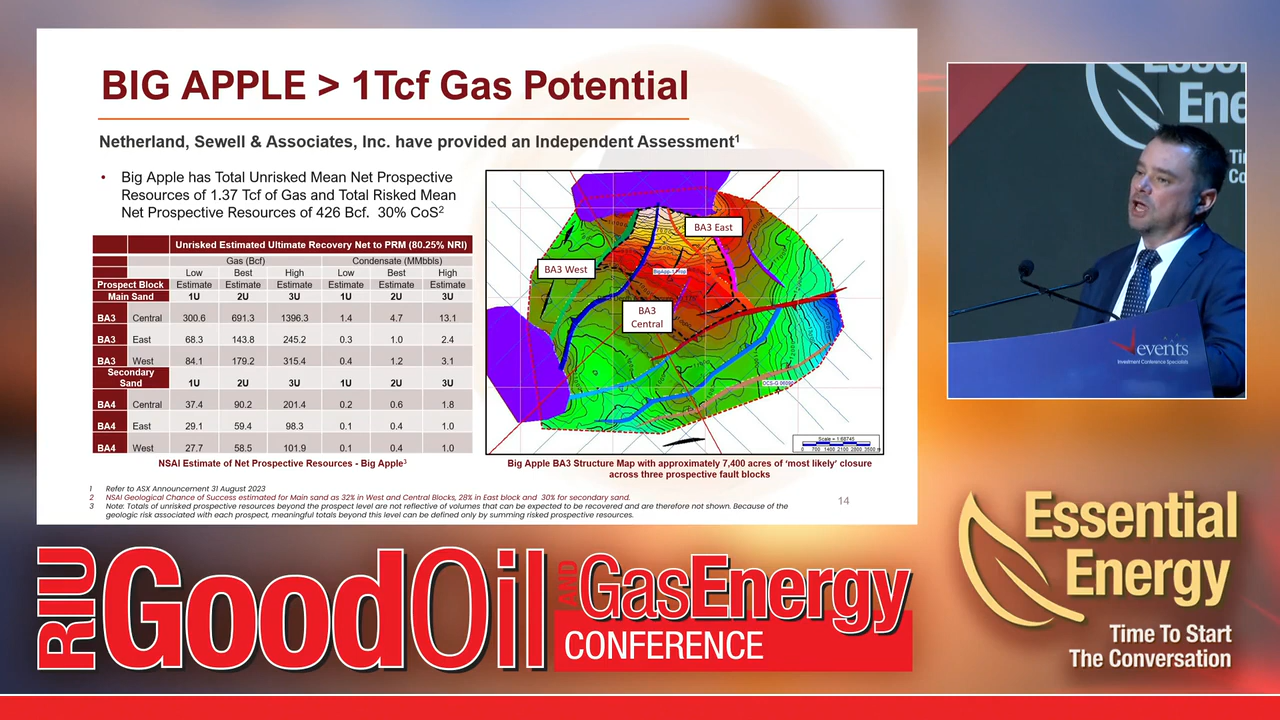 BIG APPLE > 1Tcf Gas Potential
Netherland, Sewell & Associates, Inc. have provided an Independent Assessment¹
• Big Apple has Total Unrisked Mean Net Prospective
Resources of 1.37 Tcf of Gas and Total Risked Mean
Net Prospective Resources of 426 Bcf. 30% CoS²
Unrisked Estimated Ultimate Recovery Net to PRM (80.25% NRI)
Gas (Bcf) Condensate (MMbbls)
Low Best High Low Best High
Prospect Block Estimate Estimate Estimate Estimate Estimate Estimate
Main Sand 1U 2U 3U 1U 2U 3U
BA3 Central 300.6 691.3 1396.3 1.4 4.7 13.1
BA3 East 68.3 143.8 245.2 0.3 1.0 2.4
BA3 West 84.1 179.2 315.4 0.4 1.2 3.1
Secondary
Sand 1U 2U 3U 1U 2U 3U
BA4 Central 37.4 90.2 201.4 0.2 0.6 1.8
BA4 East 29.1 59.4 98.3 0.1 0.4 1.0
BA4 West 27.7 58.5 101.9 0.1 0.4 1.0
NSAI Estimate of Net Prospective Resources - Big Apple³
BA3 East
BA3 West
BA3
Central
Scale = 1:68745
Big Apple BA3 Structure Map with approximately 7,400 acres of ‘most likely’ closure
across three prospective fault blocks
1 Refer to ASX Announcement 31 August 2023
2 NSAI Geological Chance of Success estimated for Main sand as 32% in West and Central Blocks, 28% in East block and 30% for secondary sand.
3 Note: Totals of unrisked prospective resources beyond the prospect level are not reflective of volumes that can be expected to be recovered and are therefore not shown. Because of the
geologic risk associated with each prospect, meaningful totals beyond this level can be defined only by summing risked prospective resources.
14
Ene
events
Investment Conference Specialists
RIU GoodOil AND GasEnergy
CONFERENCE
Essential
Energy
Time To Start
The Conversation